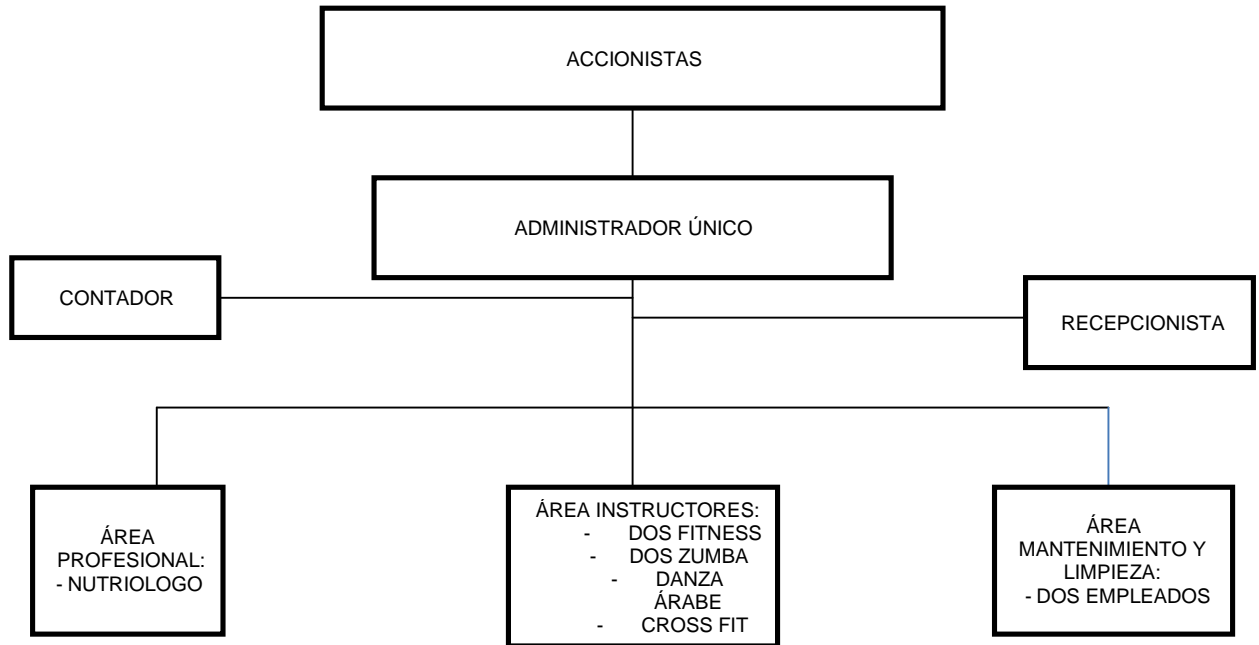 ACCIONISTAS
ADMINISTRADOR ÚNICO
CONTADOR
RECEPCIONISTA
ÁREA
PROFESIONAL:
- NUTRIOLOGO
ÁREA INSTRUCTORES:
- DOS FITNESS
- DOS ZUMBA
- DANZA
ÁRABE
- CROSS FIT
ÁREA
MANTENIMIENTO Y
LIMPIEZA:
- DOS EMPLEADOS